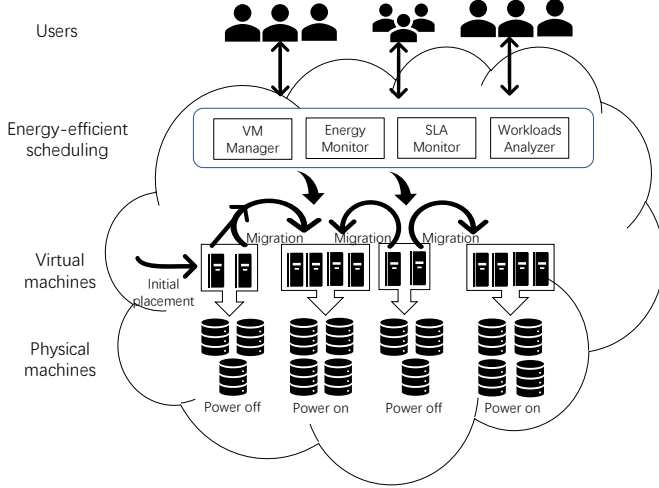 Users
Energy-efficient
scheduling
VM
Manager
Energy
Monitor
SLA
Monitor
Workloads
Analyzer
Migration
Migration
Migration
Virtual
machines
Initial
placement
Physical
machines
Power off
Power on
Power off
Power on